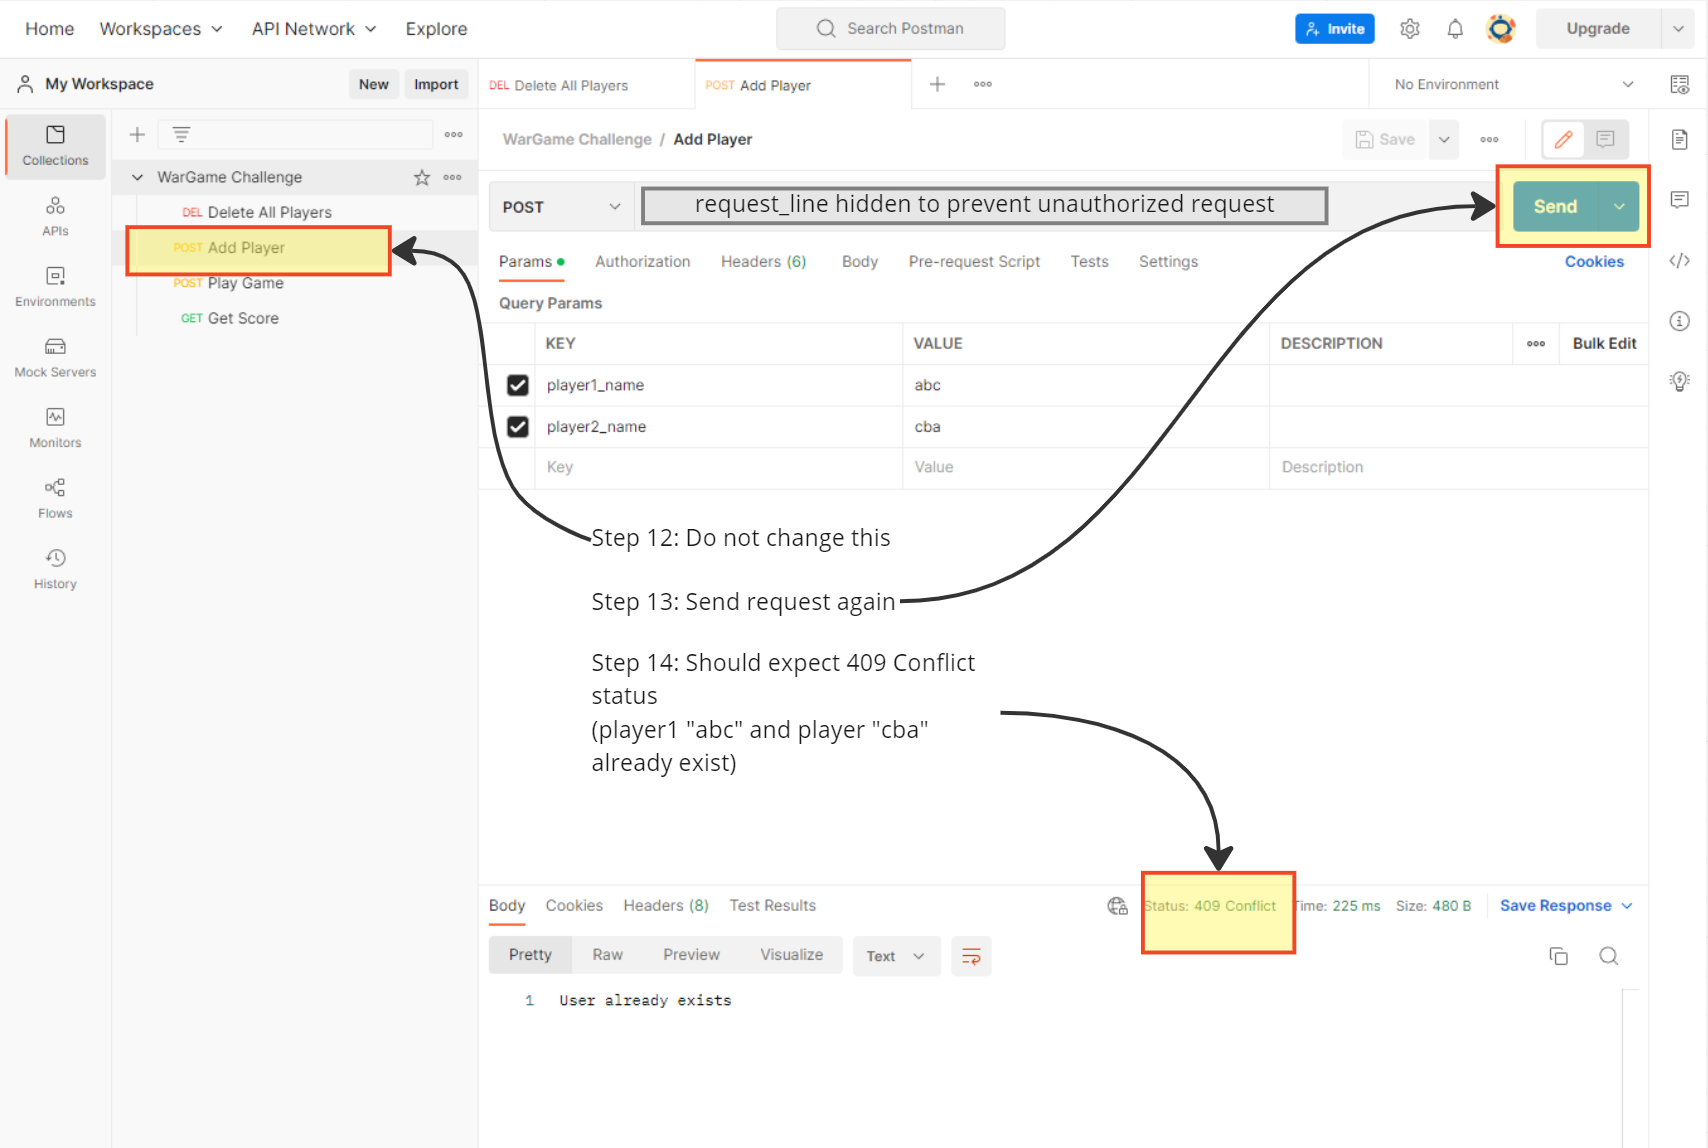 Home Workspaces API Network Explore Search Postman Invite Upgrade
My Workspace New Import DEL Delete All Players POST Add Player No Environment
Collections
APIs
Environments
Mock Servers
Monitors
Flows
History
WarGame Challenge
DEL Delete All Players
POST Add Player
POST Play Game
GET Get Score
WarGame Challenge / Add Player Save
POST request_line hidden to prevent unauthorized request Send
Params Authorization Headers (6) Body Pre-request Script Tests Settings Cookies
Query Params
KEY VALUE DESCRIPTION Bulk Edit
player1_name abc
player2_name cba
Key Value Description
Step 12: Do not change this
Step 13: Send request again
Step 14: Should expect 409 Conflict
status
(player1 "abc" and player "cba"
already exist)
Body Cookies Headers (8) Test Results Status: 409 Conflict Time: 225 ms Size: 480 B Save Response
Pretty Raw Preview Visualize Text
1 User already exists